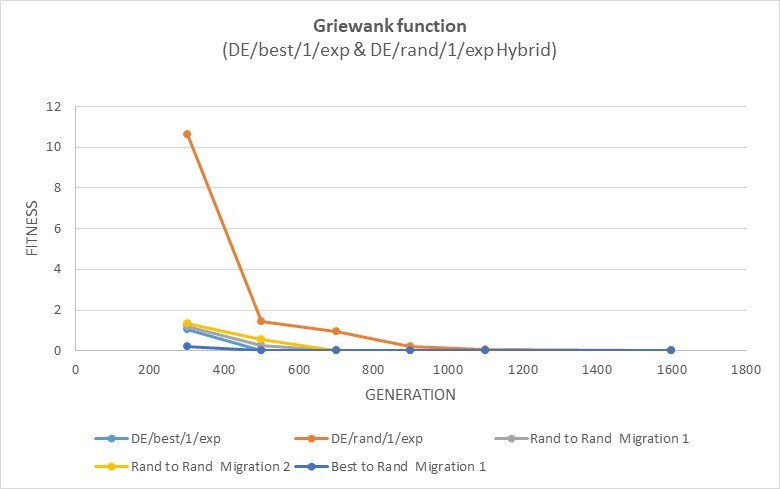 Griewank function
(DE/best/1/exp & DE/rand/1/exp Hybrid)
12
10
8
6
4
2
0
FITNESS
0 200 400 600 800 1000 1200 1400 1600 1800
GENERATION
DE/best/1/exp DE/rand/1/exp Rand to Rand Migration 1
Rand to Rand Migration 2 Best to Rand Migration 1